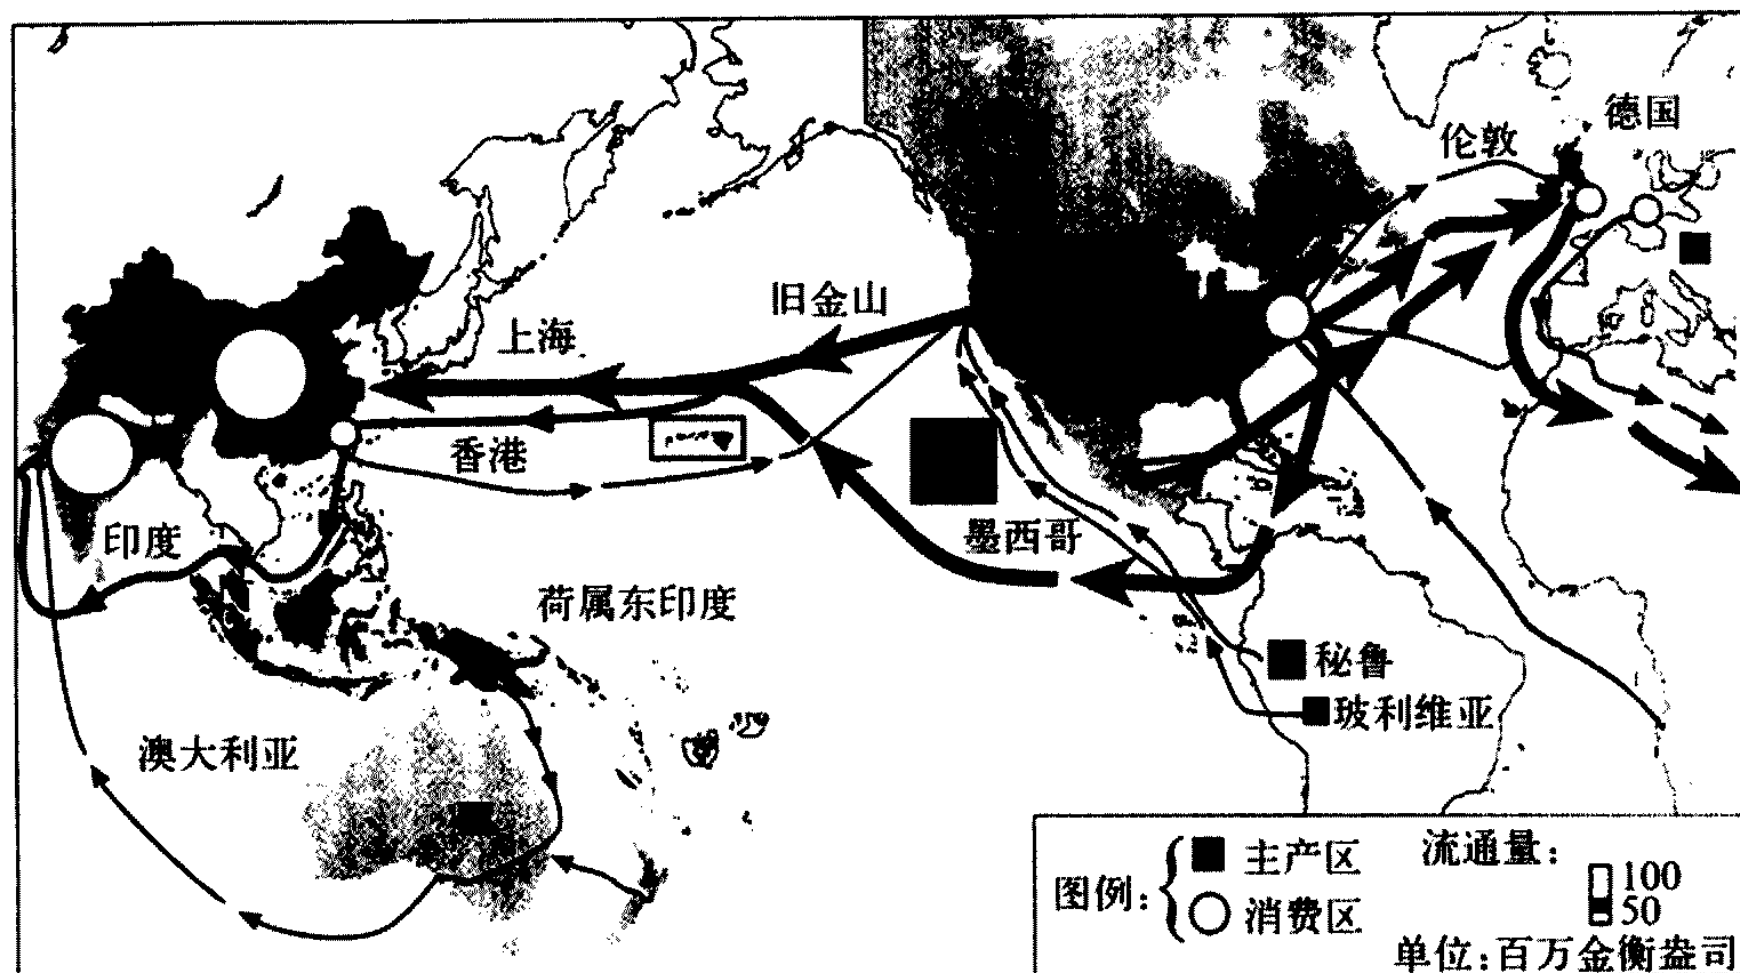 德国
伦敦
旧金山
上海
香港
印度
墨西哥
荷属东印度
秘鲁
玻利维亚
澳大利亚
图例：
主产区
消费区
流通量：
100
50
单位：百万金衡盎司